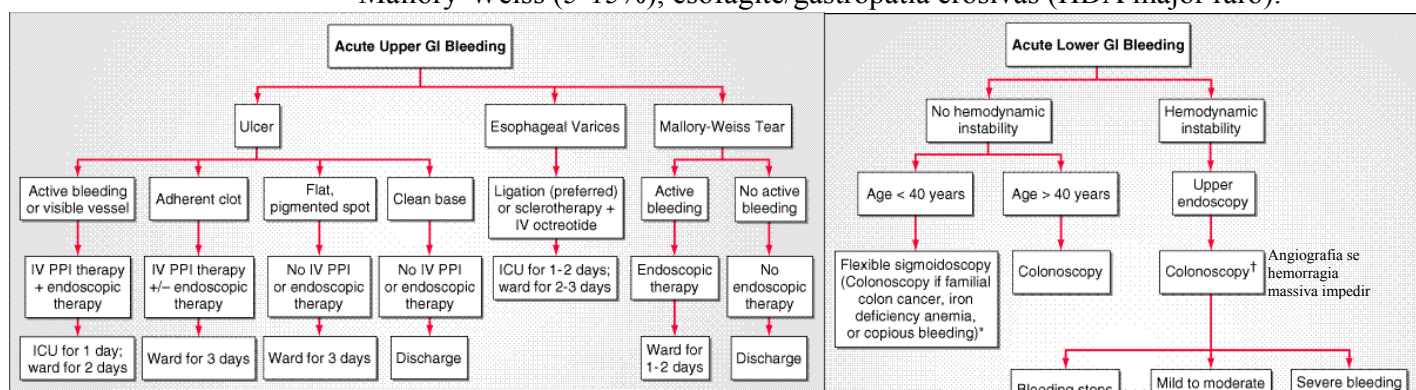 Mallory-Weiss (5-15%), esofagite/gastropatia erosivas (HDA major raro).
Acute Upper GI Bleeding
Ulcer
Esophageal Varices
Mallory-Weiss Tear
Active bleeding
or visible vessel
Adherent clot
Flat,
pigmented spot
Clean base
Ligation (preferred)
or sclerotherapy +
IV octreotide
Active
bleeding
No active
bleeding
IV PPI therapy
+ endoscopic
therapy
IV PPI therapy
+/– endoscopic
therapy
No IV PPI
or endoscopic
therapy
No IV PPI
or endoscopic
therapy
ICU for 1-2 days;
ward for 2-3 days
Endoscopic
therapy
No
endoscopic
therapy
ICU for 1 day;
ward for 2 days
Ward for 3 days
Ward for 3 days
Discharge
Ward for
1-2 days
Discharge
Acute Lower GI Bleeding
No hemodynamic
instability
Hemodynamic
instability
Age < 40 years
Age > 40 years
Upper
endoscopy
Flexible sigmoidoscopy
(Colonoscopy if familial
colon cancer, iron
deficiency anemia,
or copious bleeding)*
Colonoscopy
Colonoscopy†
Angiografia se
hemorragia
massiva impedir
Bleeding stops
Mild to moderate
Severe bleeding